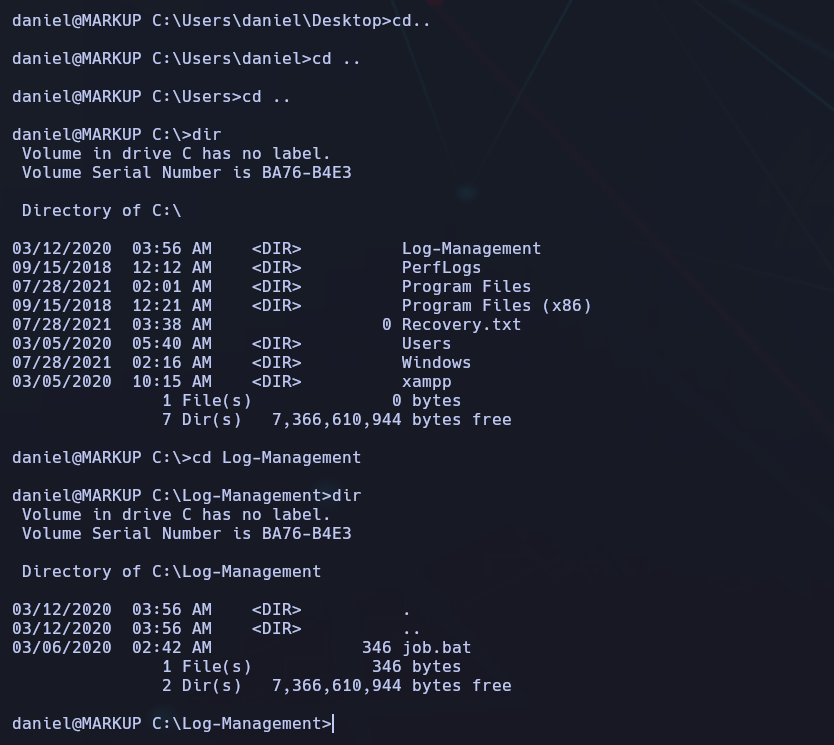 daniel@MARKUP C:\Users\daniel\Desktop>cd..
daniel@MARKUP C:\Users\daniel>cd ..
daniel@MARKUP C:\Users>cd ..
daniel@MARKUP C:\>dir
 Volume in drive C has no label.
 Volume Serial Number is BA76-B4E3
 Directory of C:\
03/12/2020  03:56 AM    <DIR>          Log-Management
09/15/2018  12:12 AM    <DIR>          PerfLogs
07/28/2021  02:01 AM    <DIR>          Program Files
09/15/2018  12:21 AM    <DIR>          Program Files (x86)
07/28/2021  03:38 AM                 0 Recovery.txt
03/05/2020  05:40 AM    <DIR>          Users
07/28/2021  02:16 AM    <DIR>          Windows
03/05/2020  10:15 AM    <DIR>          xampp
               1 File(s)              0 bytes
               7 Dir(s)   7,366,610,944 bytes free
daniel@MARKUP C:\>cd Log-Management
daniel@MARKUP C:\Log-Management>dir
 Volume in drive C has no label.
 Volume Serial Number is BA76-B4E3
 Directory of C:\Log-Management
03/12/2020  03:56 AM    <DIR>          .
03/12/2020  03:56 AM    <DIR>          ..
03/06/2020  02:42 AM               346 job.bat
               1 File(s)            346 bytes
               2 Dir(s)   7,366,610,944 bytes free
daniel@MARKUP C:\Log-Management>